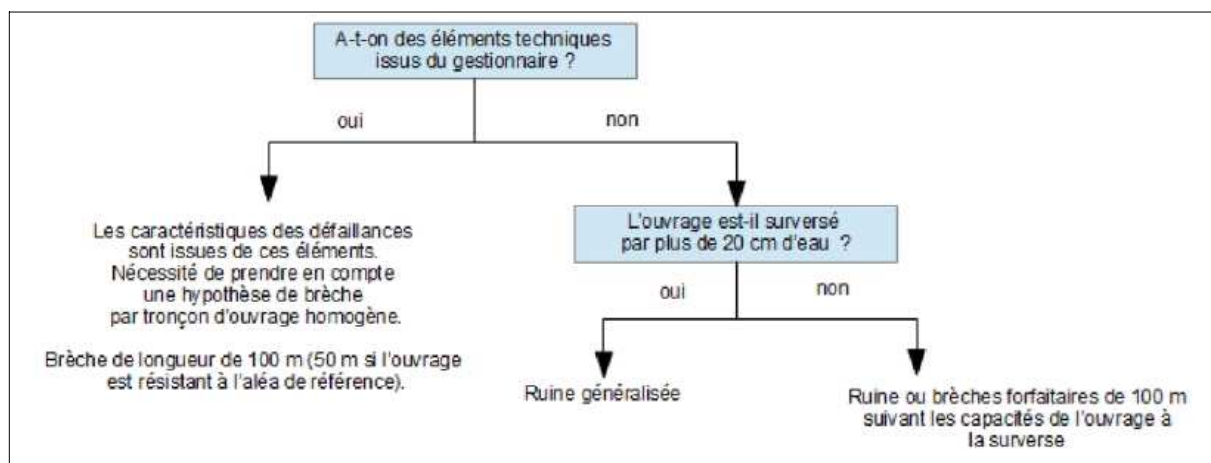 A-t-on des éléments techniques
issus du gestionnaire ?
oui
non
Les caractéristiques des défaillances
sont issues de ces éléments.
Nécessité de prendre en compte
une hypothèse de brèche
par tronçon d'ouvrage homogène.
Brèche de longueur de 100 m (50 m si l'ouvrage
est résistant à l'aléa de référence).
L'ouvrage est-il surversé
par plus de 20 cm d'eau ?
oui
non
Ruine généralisée
Ruine ou brèches forfaitaires de 100 m
suivant les capacités de l'ouvrage à
la surverse